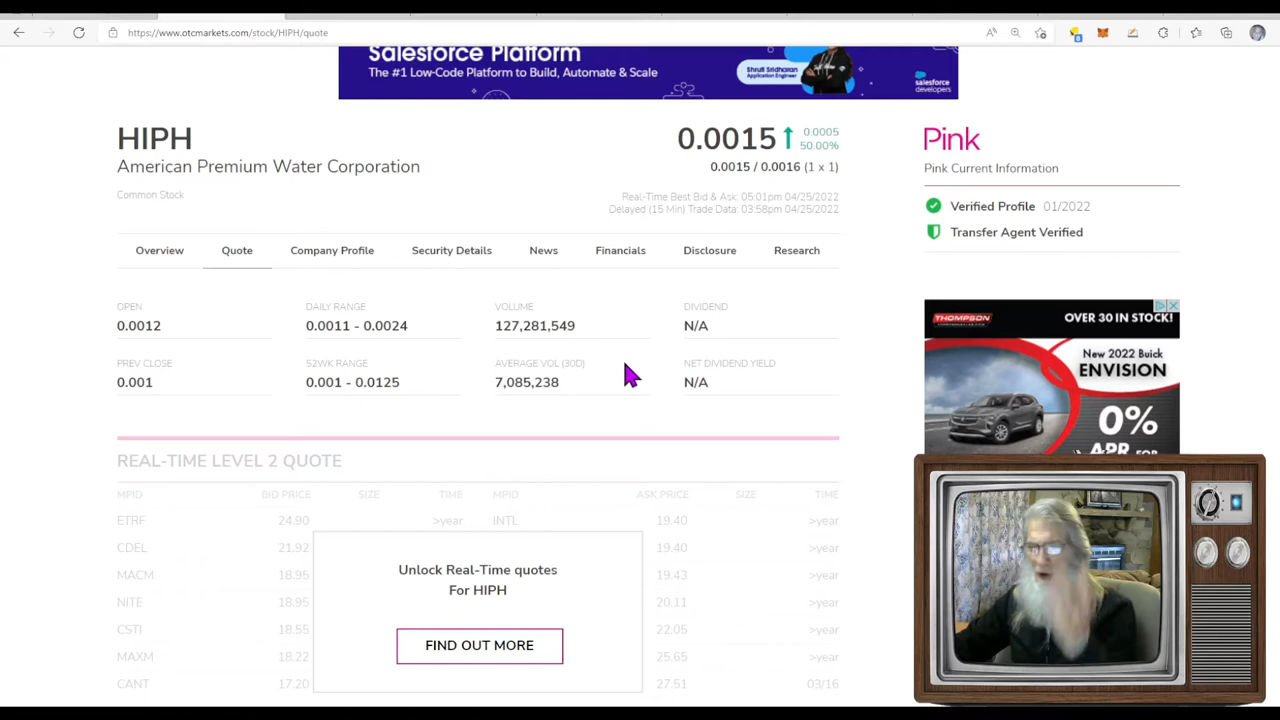 https://www.otcmarkets.com/stock/HIPH/quote
Salesforce Platform
The #1 Low-Code Platform to Build, Automate & Scale
Shruti Sridharan
Application Engineer
salesforce
developers
HIPH
0.0015
0.0005
50.00%
American Premium Water Corporation
0.0015 / 0.0016 (1 x 1)
Common Stock
Real-Time Best Bid & Ask: 05:01pm 04/25/2022
Delayed (15 Min) Trade Data: 03:58pm 04/25/2022
Pink
Pink Current Information
Verified Profile 01/2022
Transfer Agent Verified
Overview Quote Company Profile Security Details News Financials Disclosure Research
OPEN DAILY RANGE VOLUME DIVIDEND
0.0012 0.0011 - 0.0024 127,281,549 N/A
PREV CLOSE 52WK RANGE AVERAGE VOL (30D) NET DIVIDEND YIELD
0.001 0.001 - 0.0125 7,085,238 N/A
THOMPSON
OVER 30 IN STOCK!
New 2022 Buick
ENVISION
0%
APR FOR
REAL-TIME LEVEL 2 QUOTE
MPID BID PRICE SIZE TIME MPID ASK PRICE SIZE TIME
ETRF 24.90 >year INTL 19.40 >year
CDEL 21.92 19.40 >year
MACM 18.95 19.43 >year
NITE 18.95 20.11 >year
CSTI 18.55 22.05 >year
MAXM 18.22 25.65 >year
CANT 17.20 27.51 03/16
Unlock Real-Time quotes
For HIPH
FIND OUT MORE